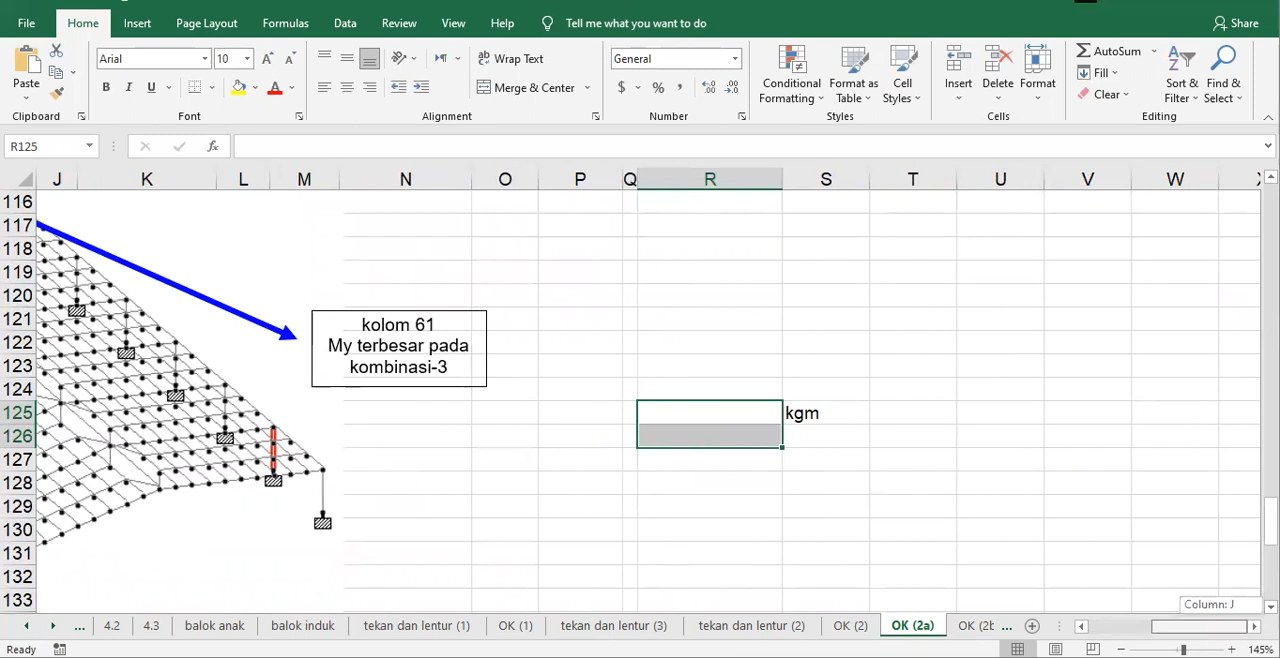 File Home Insert Page Layout Formulas Data Review View Help Tell me what you want to do Share
Arial 10 Wrap Text General AutoSum
Paste Conditional Format as Cell Insert Delete Format Fill Sort & Find &
B I U Merge & Center $ % Formatting Table Styles Clear Filter Select
Clipboard Font Alignment Number Styles Cells Editing
R125 fx
J K L M N O P Q R S T U V W
116
117
118
119
120
121
122
123
124
125
126
127
128
129
130
131
132
133
kolom 61
My terbesar pada
kombinasi-3
kgm
Column: J
... 4.2 4.3 balok anak balok induk tekan dan lentur (1) OK (1) tekan dan lentur (3) tekan dan lentur (2) OK (2) OK (2a) OK (2b ...
Ready 145%